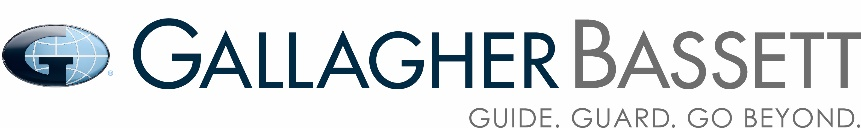 G GALLAGHER BASSETT
GUIDE. GUARD. GO BEYOND.